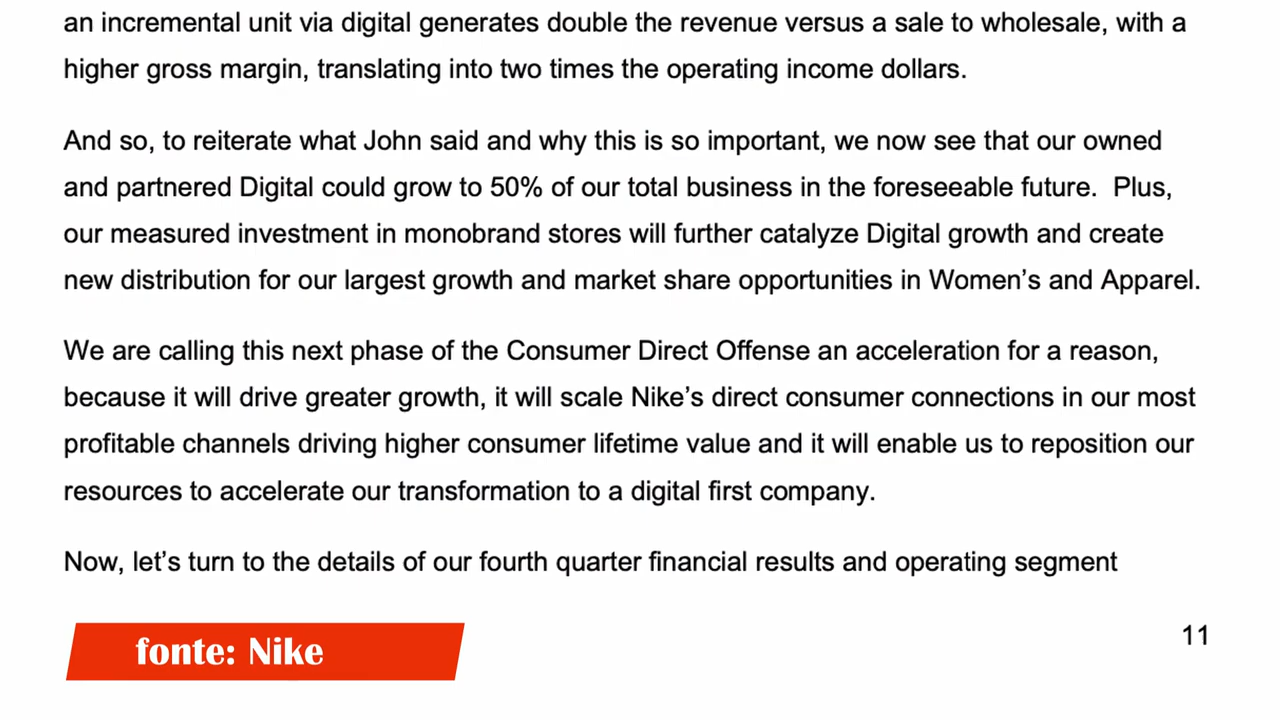 an incremental unit via digital generates double the revenue versus a sale to wholesale, with a
higher gross margin, translating into two times the operating income dollars.
And so, to reiterate what John said and why this is so important, we now see that our owned
and partnered Digital could grow to 50% of our total business in the foreseeable future.  Plus,
our measured investment in monobrand stores will further catalyze Digital growth and create
new distribution for our largest growth and market share opportunities in Women’s and Apparel.
We are calling this next phase of the Consumer Direct Offense an acceleration for a reason,
because it will drive greater growth, it will scale Nike’s direct consumer connections in our most
profitable channels driving higher consumer lifetime value and it will enable us to reposition our
resources to accelerate our transformation to a digital first company.
Now, let’s turn to the details of our fourth quarter financial results and operating segment
11
fonte: Nike